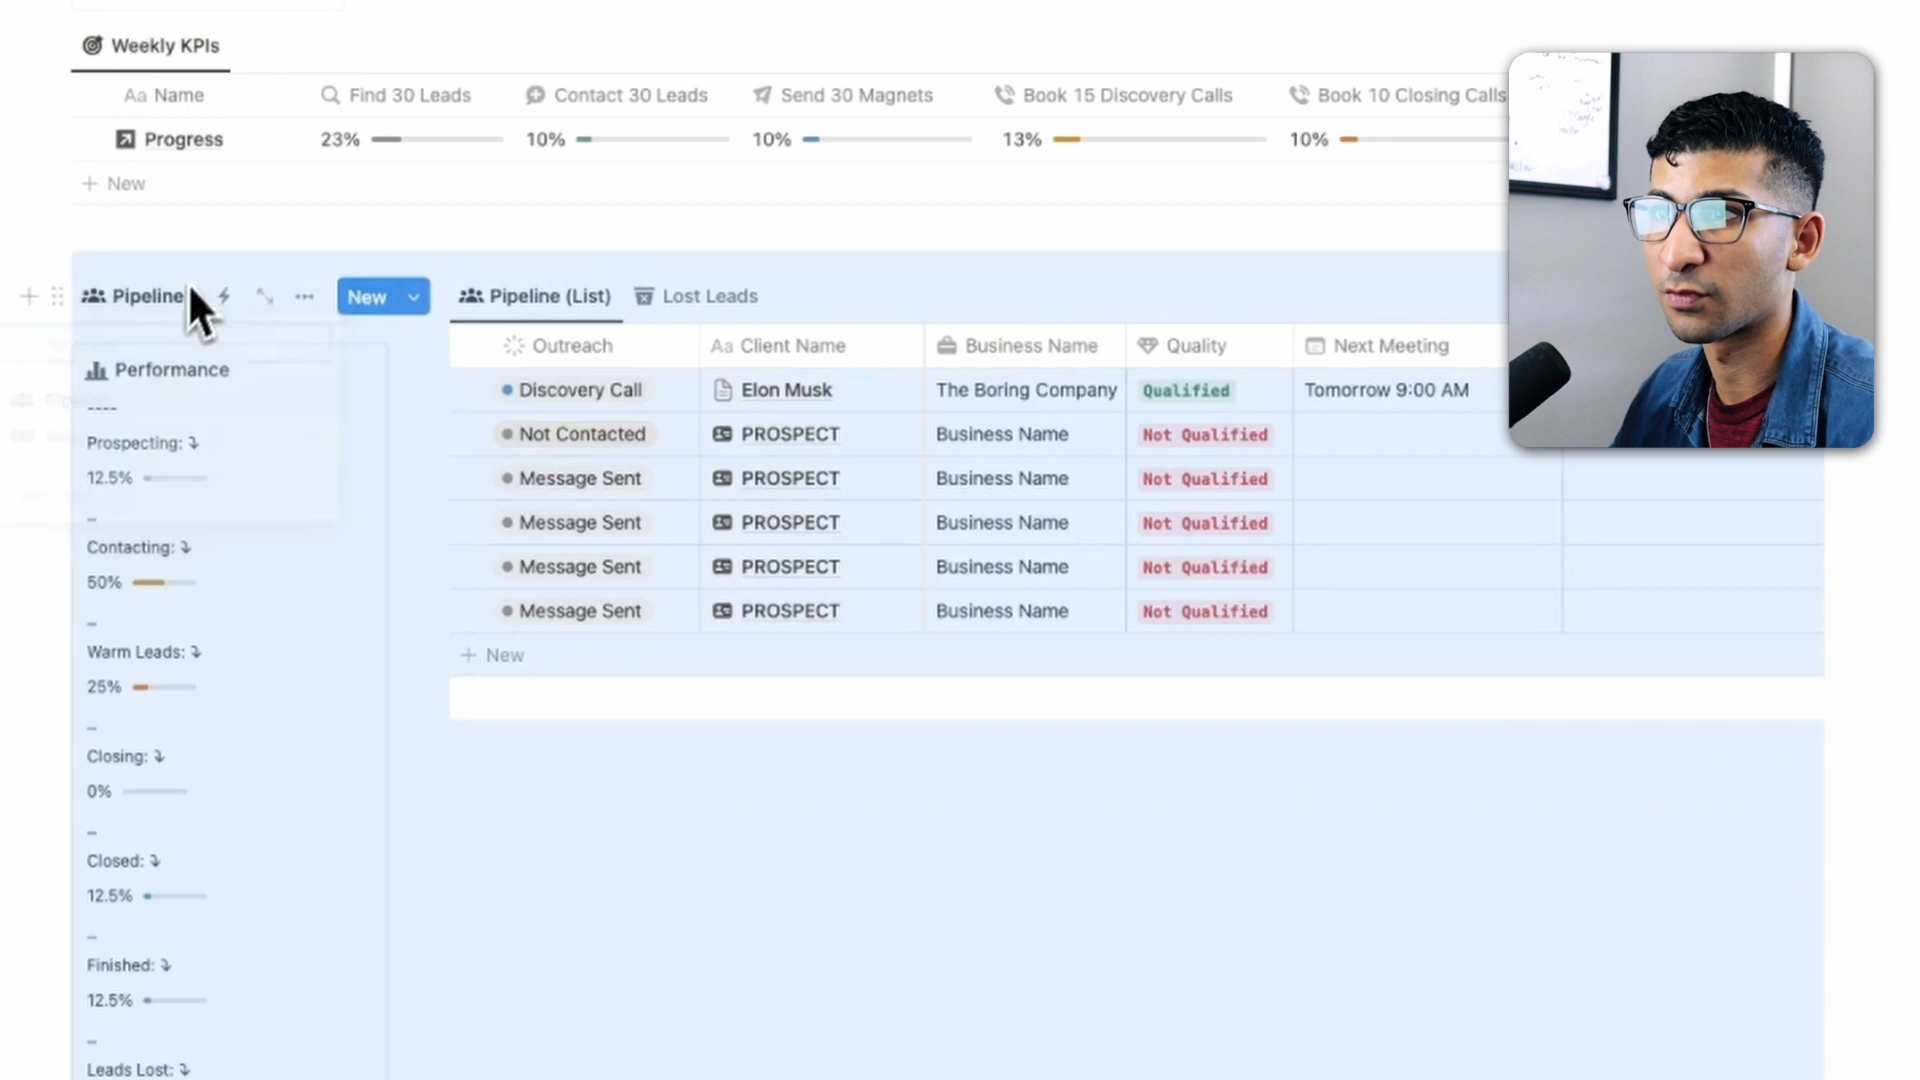 Weekly KPIs
Aa Name Find 30 Leads Contact 30 Leads Send 30 Magnets Book 15 Discovery Calls Book 10 Closing Calls
Progress 23% 10% 10% 13% 10%
+ New
Pipeline New Pipeline (List) Lost Leads
Outreach Aa Client Name Business Name Quality Next Meeting
Discovery Call Elon Musk The Boring Company Qualified Tomorrow 9:00 AM
Not Contacted PROSPECT Business Name Not Qualified
Message Sent PROSPECT Business Name Not Qualified
Message Sent PROSPECT Business Name Not Qualified
Message Sent PROSPECT Business Name Not Qualified
Message Sent PROSPECT Business Name Not Qualified
+ New
Performance
----
Prospecting:
12.5%
–
Contacting:
50%
–
Warm Leads:
25%
–
Closing:
0%
–
Closed:
12.5%
–
Finished:
12.5%
–
Leads Lost: